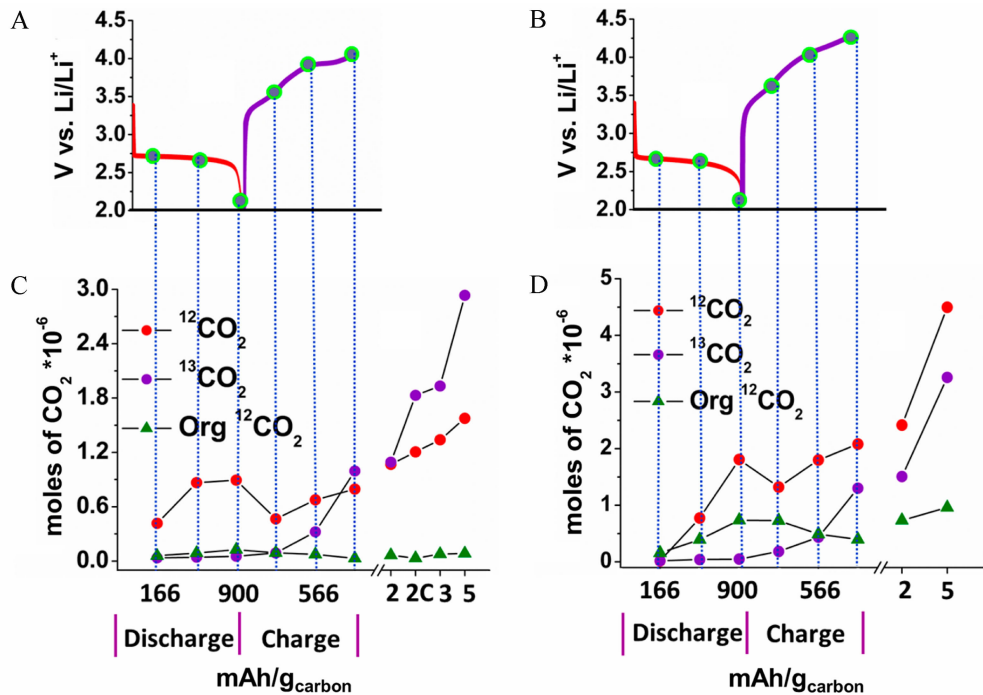 A
4.5
4.0
3.5
3.0
2.5
2.0
V vs. Li/Li⁺
B
4.5
4.0
3.5
3.0
2.5
2.0
V vs. Li/Li⁺
C
3.0
2.4
1.8
1.2
0.6
0.0
moles of CO₂ *10⁻⁶
¹²CO₂
¹³CO₂
Org ¹²CO₂
166 900 566 2 2C 3 5
Discharge Charge
mAh/g_carbon
D
5
4
3
2
1
0
moles of CO₂ *10⁻⁶
¹²CO₂
¹³CO₂
Org ¹²CO₂
166 900 566 2 5
Discharge Charge
mAh/g_carbon